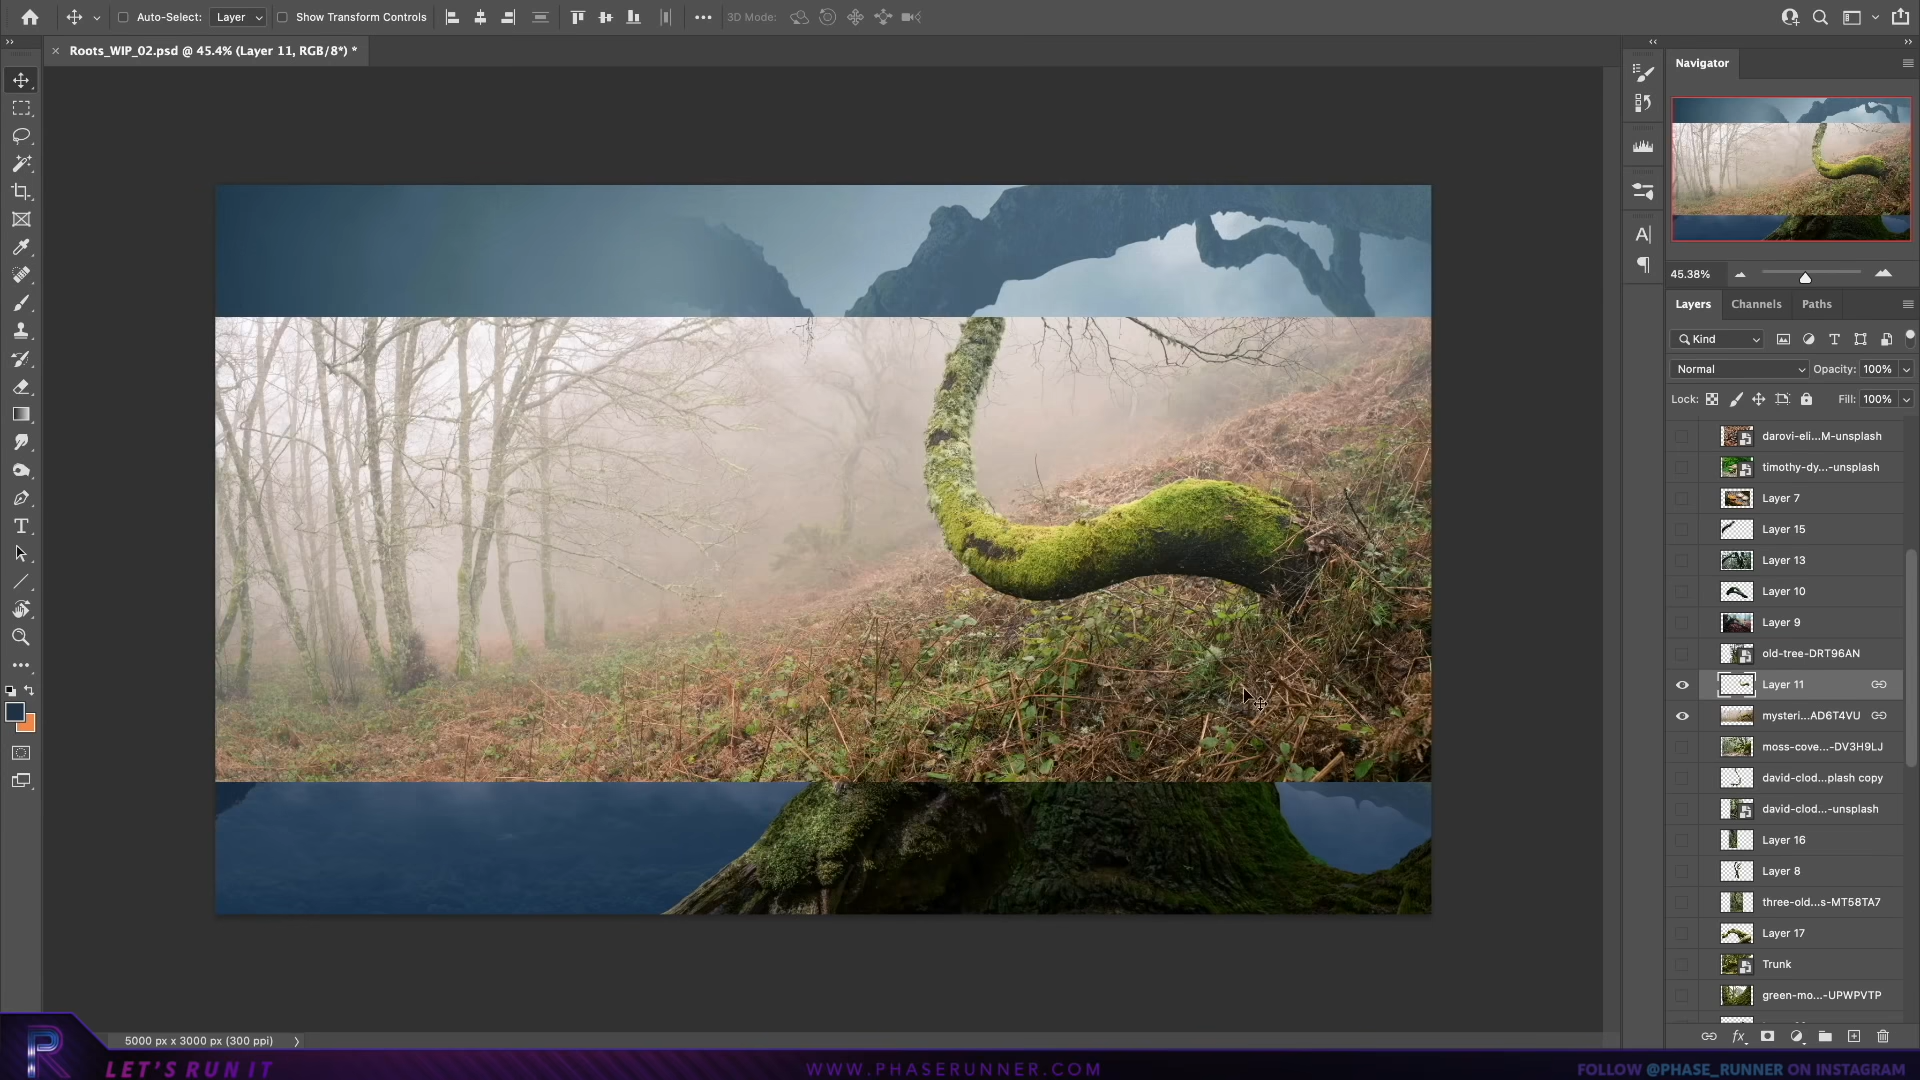 Auto-Select:
Layer
Show Transform Controls
3D Mode:
Roots_WIP_02.psd @ 45.4% (Layer 11, RGB/8*) *
Navigator
45.38%
Layers
Channels
Paths
Kind
Normal
Opacity: 100%
Lock:
Fill: 100%
darovi-eli...M-unsplash
timothy-dy...-unsplash
Layer 7
Layer 15
Layer 13
Layer 10
Layer 9
old-tree-DRT96AN
Layer 11
mysteri...AD6T4VU
moss-cove...-DV3H9LJ
david-clod...plash copy
david-clod...-unsplash
Layer 16
Layer 8
three-old...s-MT58TA7
Layer 17
Trunk
green-mo...-UPWPVTP
5000 px x 3000 px (300 ppi)
LET'S RUN IT
WWW.PHASERUNNER.COM
FOLLOW @PHASE_RUNNER ON INSTAGRAM